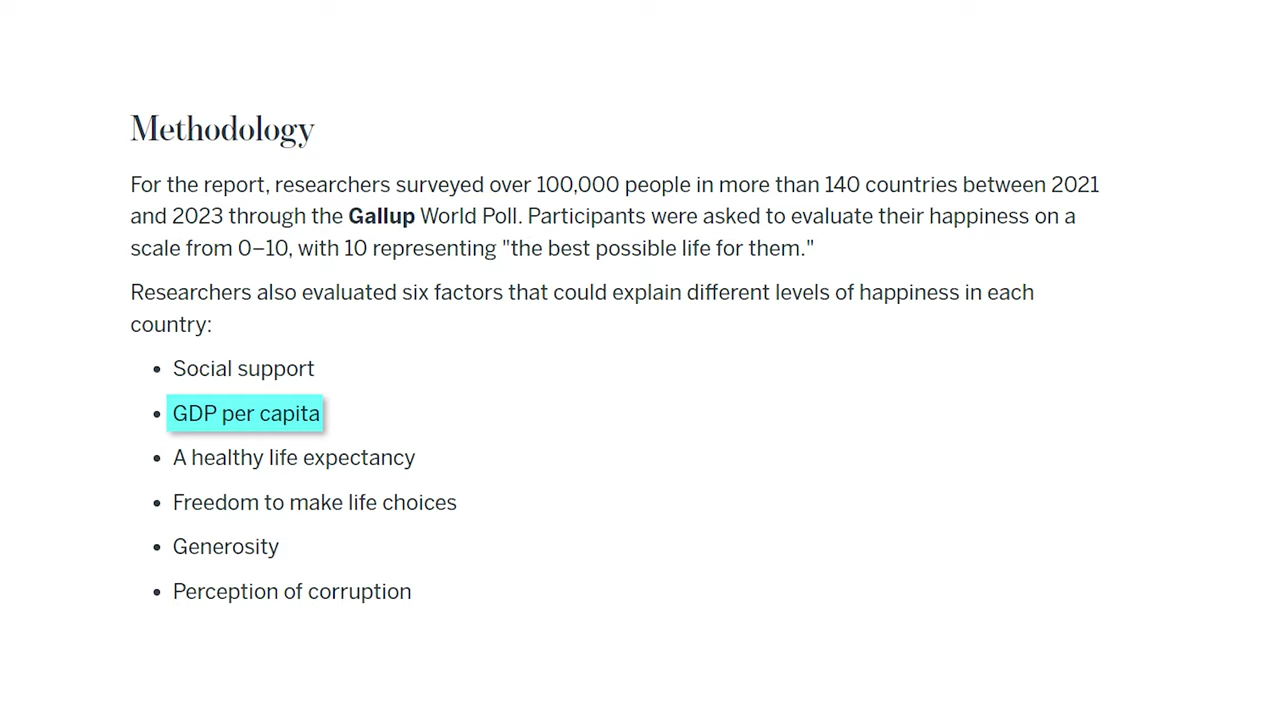 Methodology
For the report, researchers surveyed over 100,000 people in more than 140 countries between 2021
and 2023 through the Gallup World Poll. Participants were asked to evaluate their happiness on a
scale from 0–10, with 10 representing "the best possible life for them."
Researchers also evaluated six factors that could explain different levels of happiness in each
country:
• Social support
• GDP per capita
• A healthy life expectancy
• Freedom to make life choices
• Generosity
• Perception of corruption